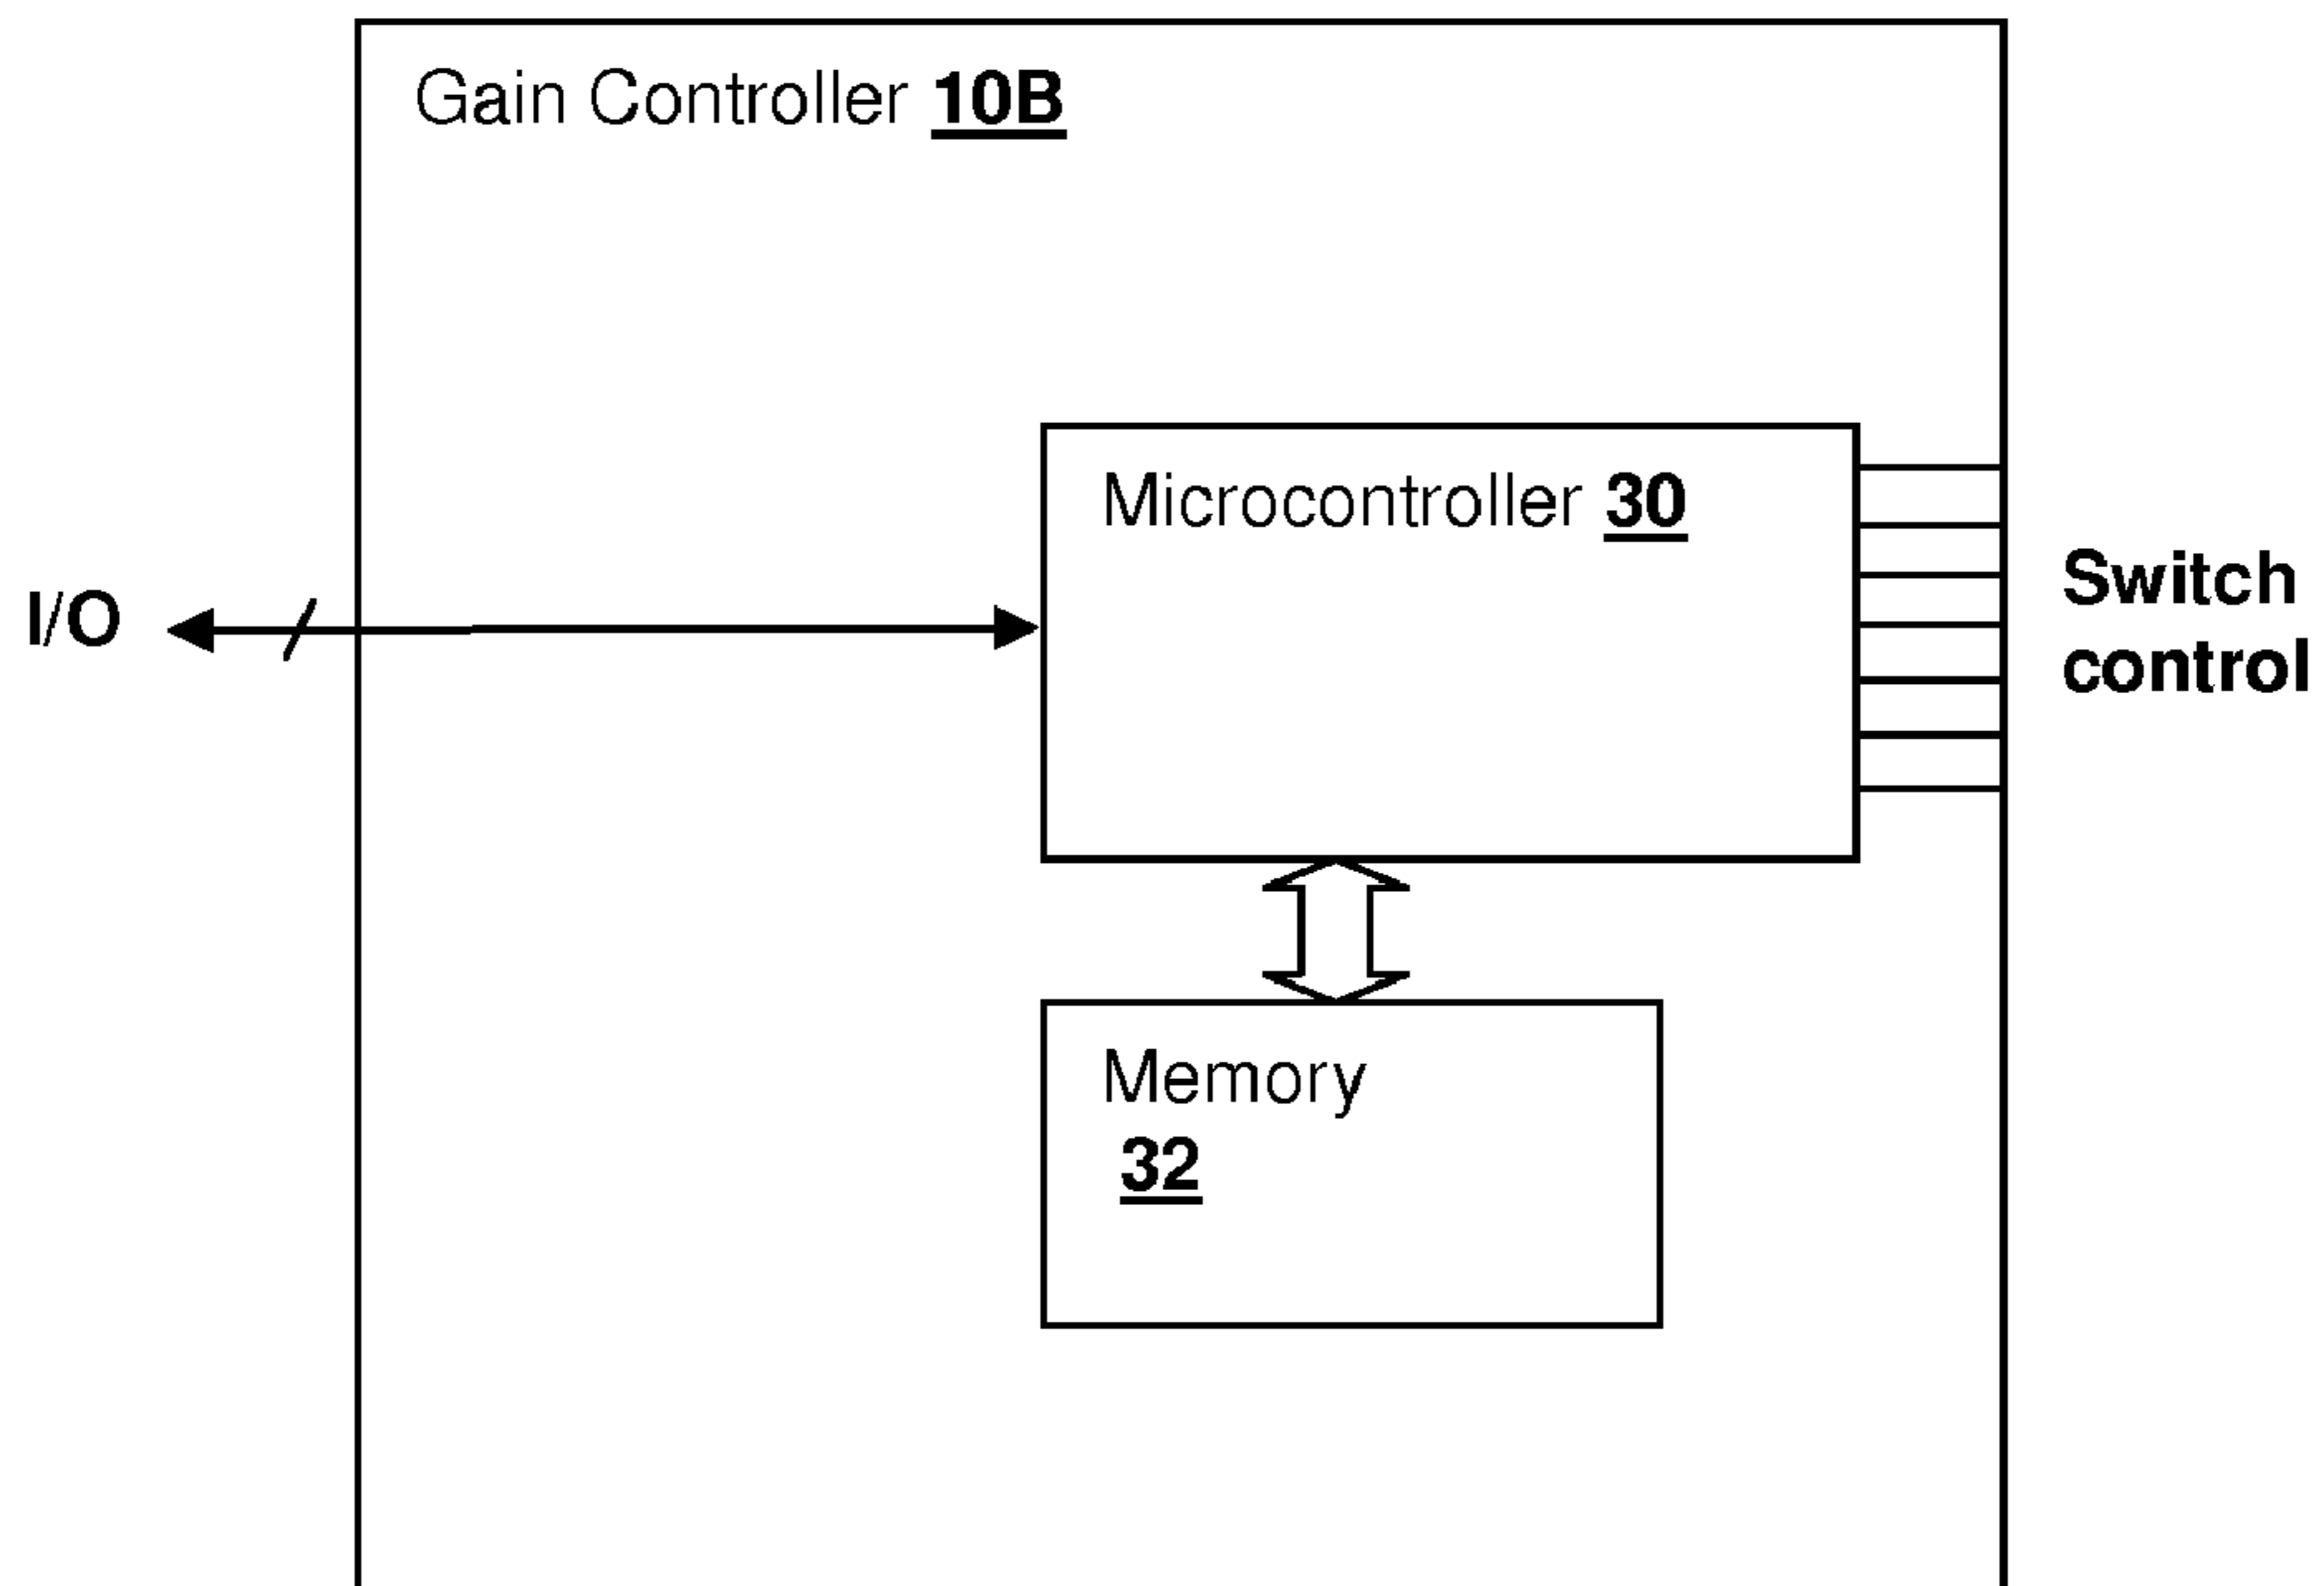 Gain Controller 10B
Microcontroller 30
I/O
Switch
control
Memory
32